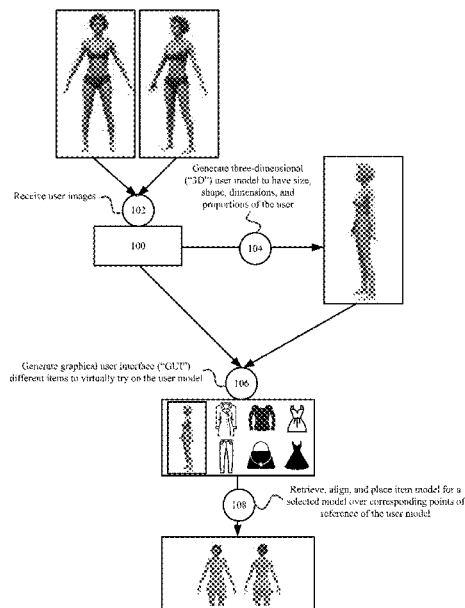 Generate three-dimensional
("3D") user model to have size,
shape, dimensions, and
proportions of the user
Receive user images
102
100
104
Generate graphical user interface ("GUI")
different items to virtually try on the user model
106
Retrieve, align, and place item model for a
selected model over corresponding points of
reference of the user model
108